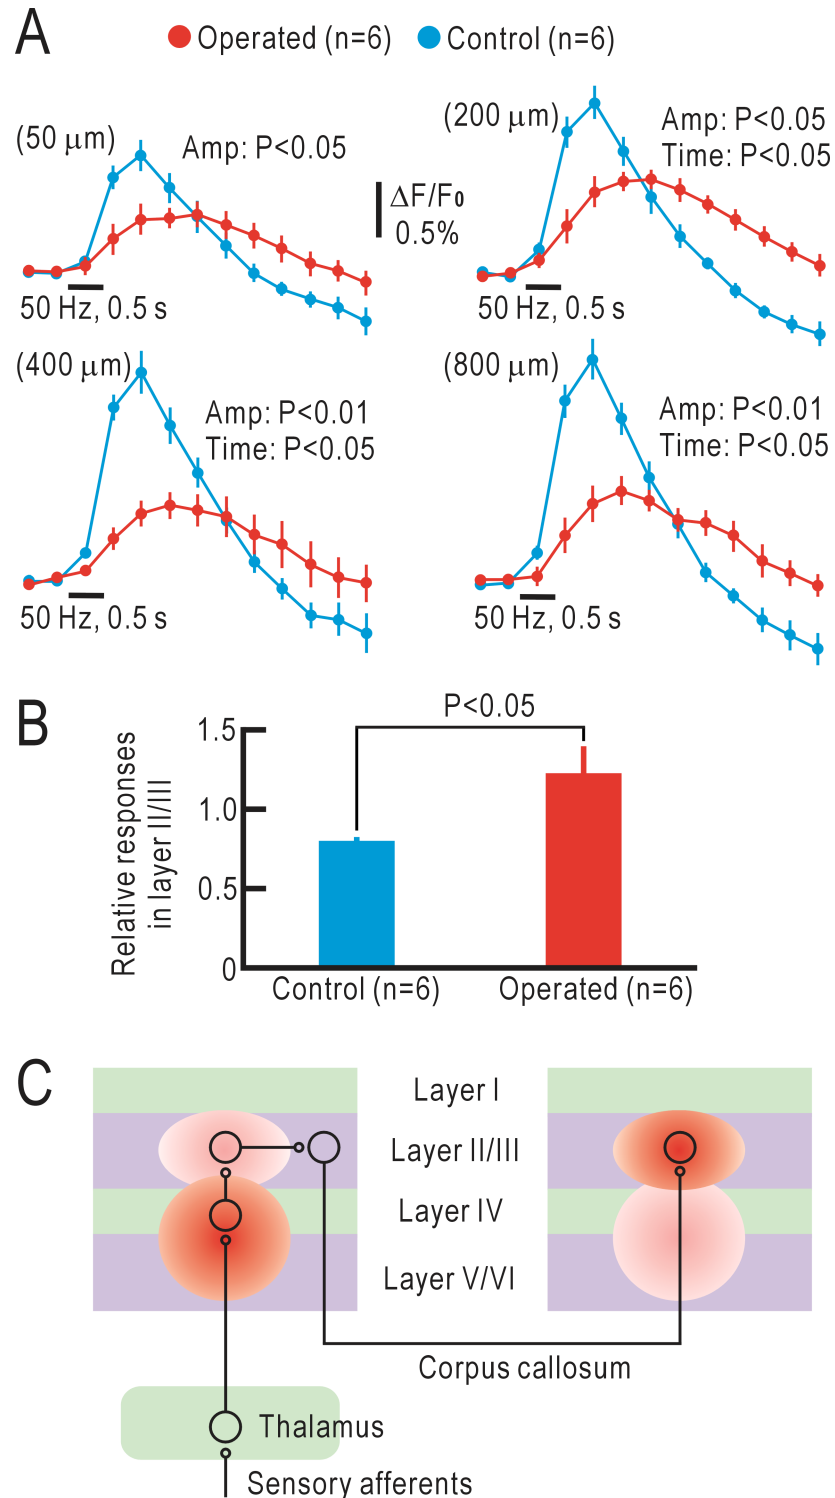 A
Operated (n=6) Control (n=6)
(50 μm)
Amp: P<0.05
ΔF/F₀
0.5%
50 Hz, 0.5 s
(200 μm)
Amp: P<0.05
Time: P<0.05
50 Hz, 0.5 s
(400 μm)
Amp: P<0.01
Time: P<0.05
50 Hz, 0.5 s
(800 μm)
Amp: P<0.01
Time: P<0.05
50 Hz, 0.5 s
B
P<0.05
Relative responses
in layer II/III
1.5
1.0
0.5
0
Control (n=6)
Operated (n=6)
C
Layer I
Layer II/III
Layer IV
Layer V/VI
Corpus callosum
Thalamus
Sensory afferents